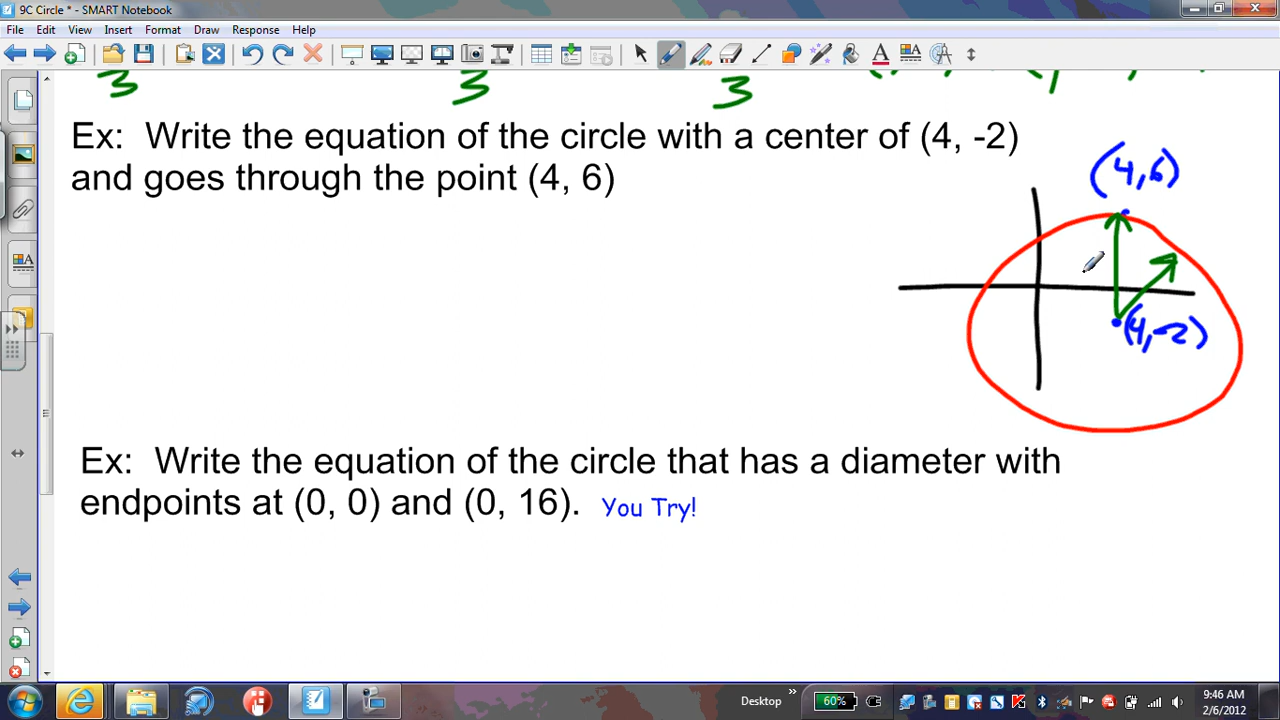 9C Circle * - SMART Notebook
File Edit View Insert Format Draw Response Help
3 3 3
Ex: Write the equation of the circle with a center of (4, -2)
and goes through the point (4, 6)
(4,6)
(4,-2)
Ex: Write the equation of the circle that has a diameter with
endpoints at (0, 0) and (0, 16). You Try!
Desktop » 60% 9:46 AM
2/6/2012